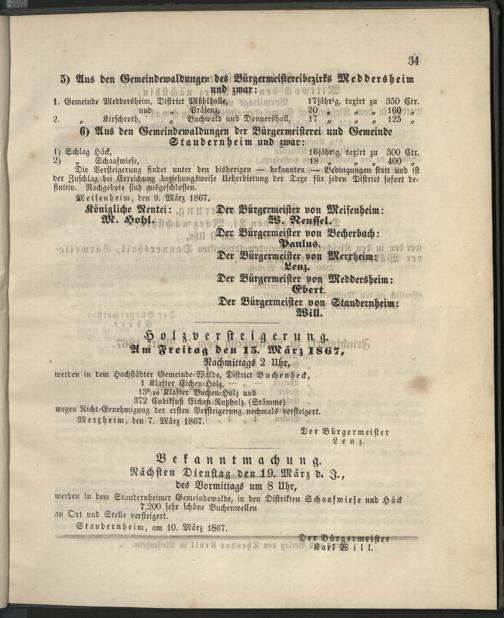 34
5) Aus den Gemeindewaldungen des Bürgermeistereibezirks Meddersheim
und zwar:
1. Gemeinde Meddersheim, District Mühlhalle, 17jährig, taxirt zu 350 Ctr.
„ „ und Präsenz, 20 „ „ „ 160 „
2. „ Kirschroth, „ Buchwald und Donnershall, 17 „ „ „ 125 „
6) Aus den Gemeindewaldungen der Bürgermeisterei und Gemeinde
Staudernheim und zwar:
1) Schlag Häck, 16jährig, taxirt zu 300 Ctr.
2) „ Schaafwiese, 18 „ „ „ 400 „
Die Versteigerung findet unter den bisherigen — bekannten — Bedingungen statt und ist
der Zuschlag bei Erreichung beziehungsweise Ueberbietung der Taxe für jeden District sofort de-
finitiv. Nachgebote sind ausgeschlossen.
Meisenheim, den 9. März 1867.
Königliche Rentei: Der Bürgermeister von Meisenheim:
M. Hohl. W. Neussel.
Der Bürgermeister von Becherbach:
Paulus.
Der Bürgermeister von Merxheim:
Lenz.
Der Bürgermeister von Meddersheim:
Ebert.
Der Bürgermeister von Staudernheim:
Will.
Holzversteigerung.
Am Freitag den 15. März 1867,
Nachmittags 2 Uhr,
werden in dem Hochstädter Gemeinde-Walde, District Buchenheck,
1 Klafter Eichen-Holz,
13⁶/₁₀ Klafter Buchen-Holz und
372 Cubikfuß Eichen-Nutzholz (Stämme)
wegen Nicht-Genehmigung der ersten Versteigerung nochmals versteigert.
Merxheim, den 7. März 1867.
Der Bürgermeister
Lenz.
Bekanntmachung.
Nächsten Dienstag den 19. März d. J.,
des Vormittags um 8 Uhr,
werden in dem Staudernheimer Gemeindewalde, in den Distrikten Schaafwiese und Häck
7,200 sehr schöne Buchenwellen
an Ort und Stelle versteigert.
Staudernheim, am 10. März 1867.
Der Bürgermeister
Karl Will.